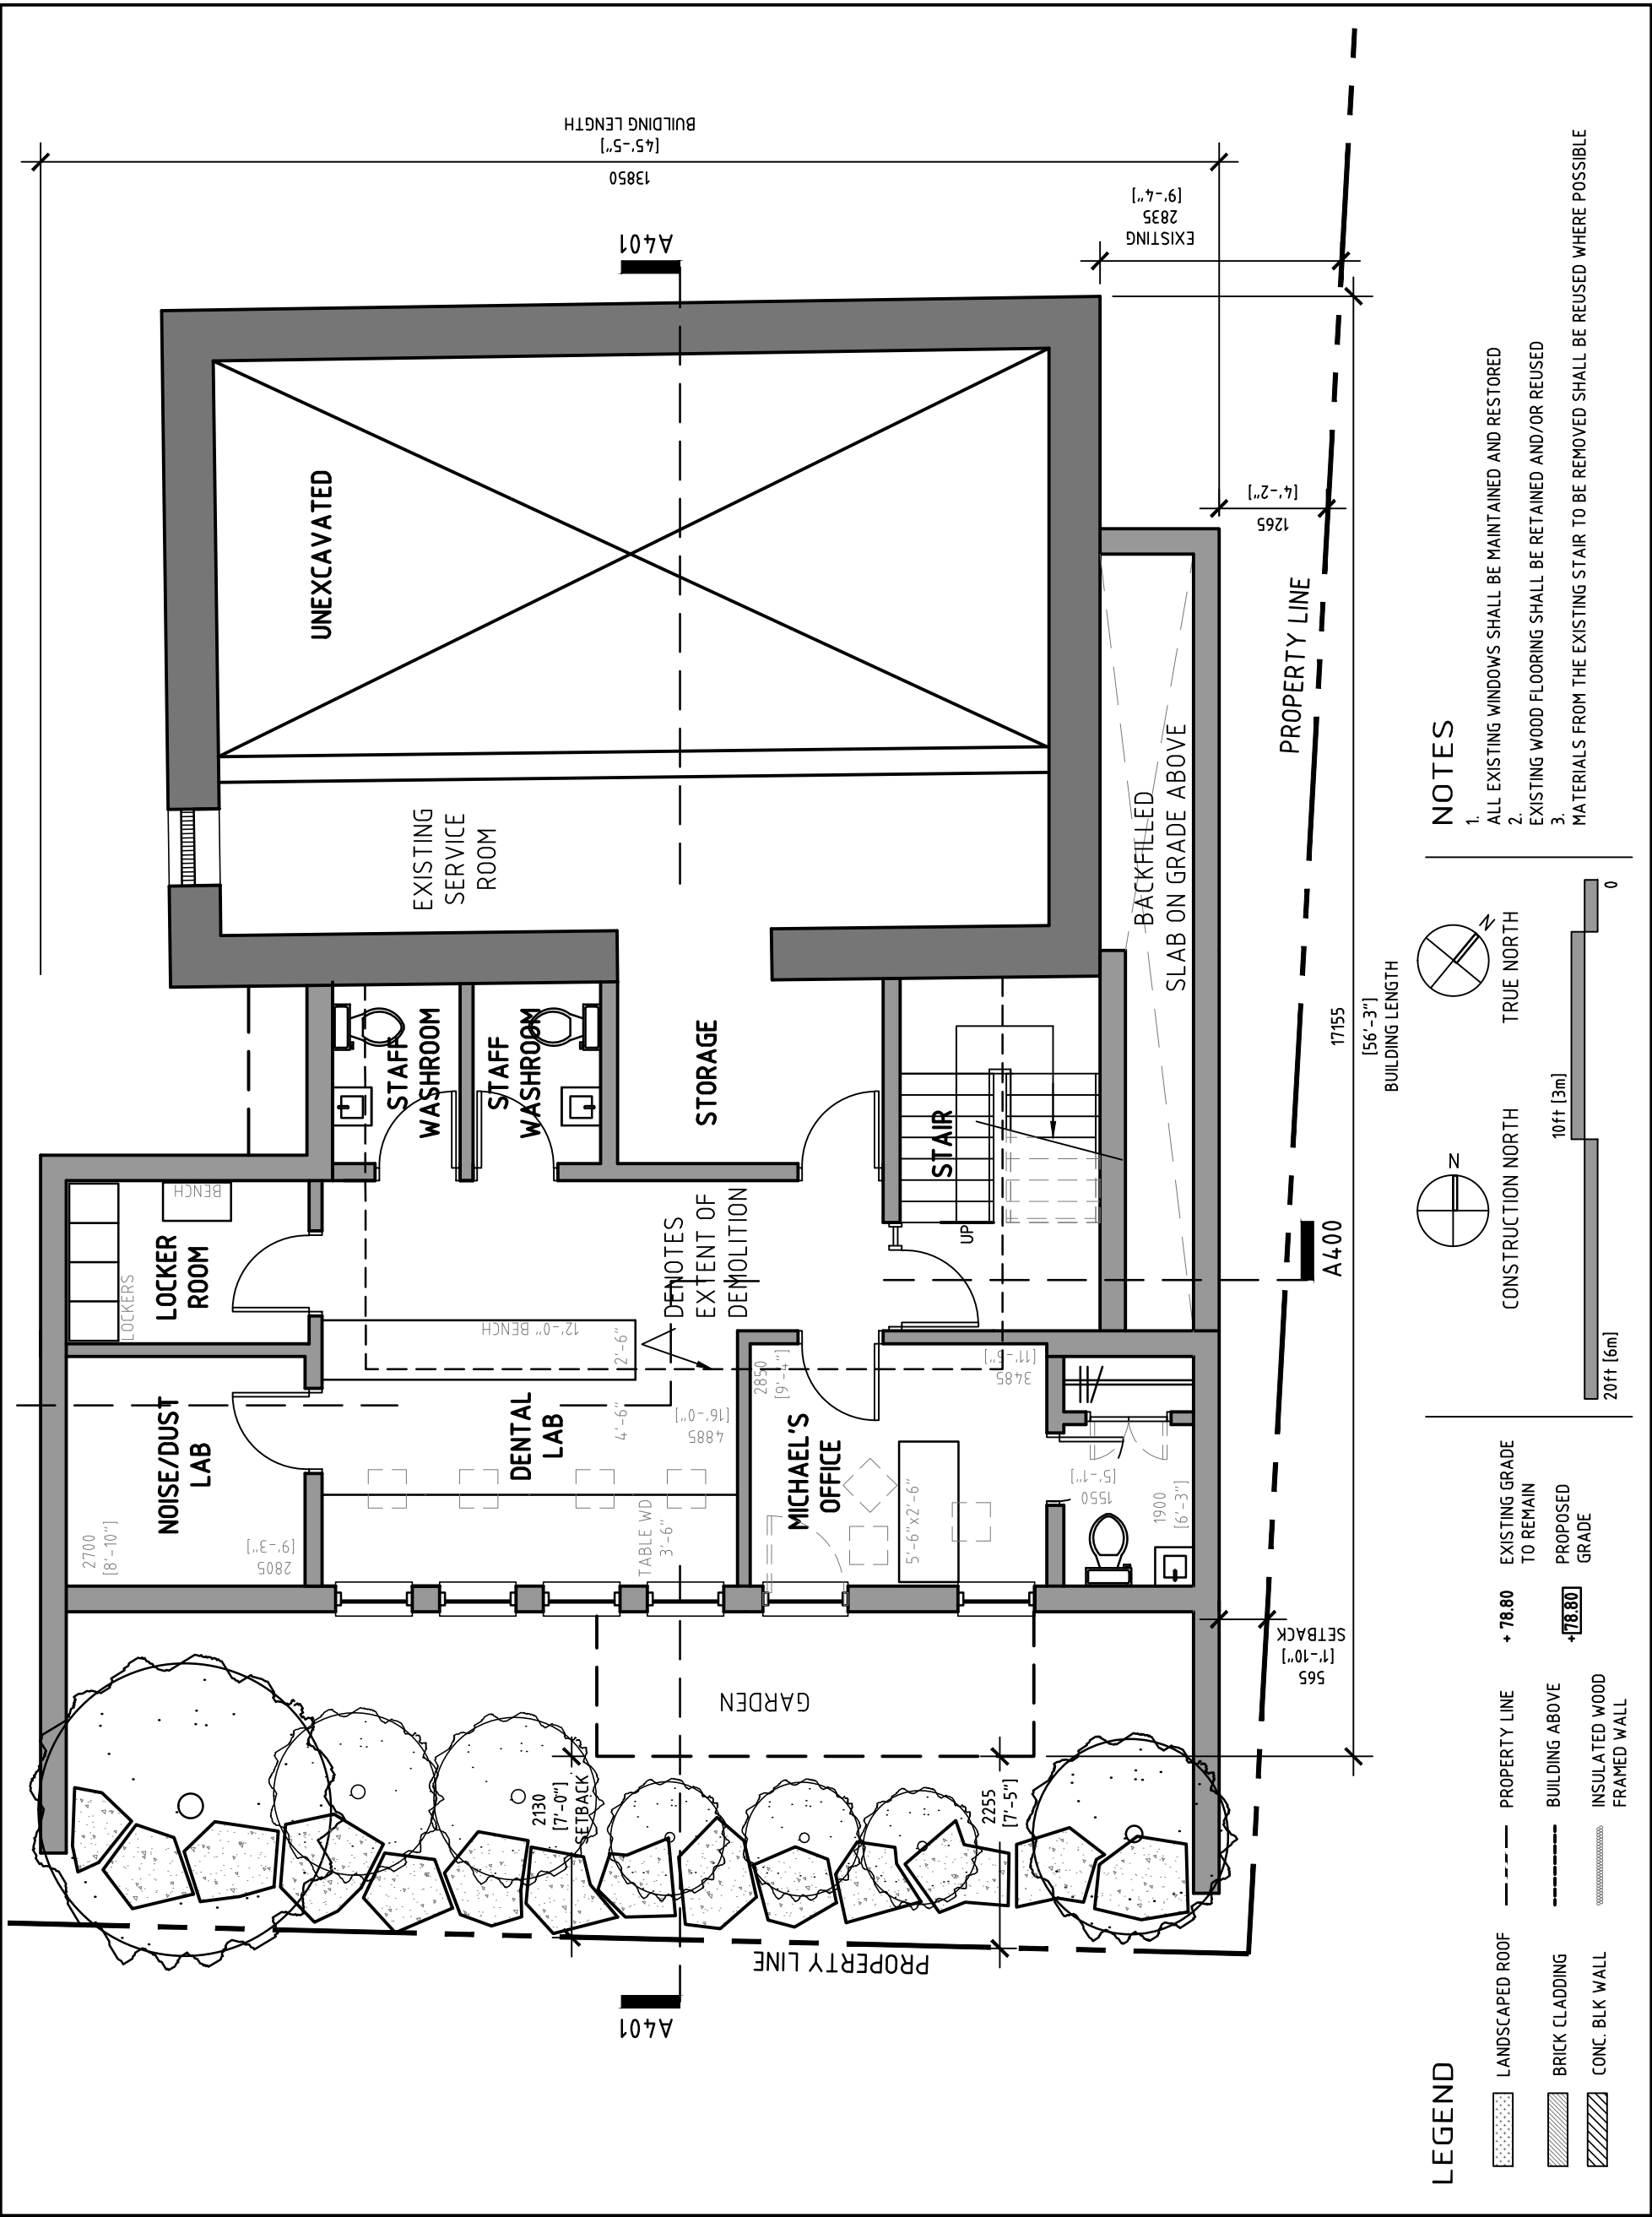 BUILDING LENGTH
[45'-5"]
13850
A401
EXISTING
2835
[9'-4"]
UNEXCAVATED
[4'-2"]
1265
PROPERTY LINE
EXISTING
SERVICE
ROOM
BACKFILLED
SLAB ON GRADE ABOVE
STAFF
WASHROOM
STAFF
WASHROOM
STORAGE
STAIR
UP
17155
[56'-3"]
BUILDING LENGTH
BENCH
LOCKER
ROOM
LOCKERS
DENOTES
EXTENT OF
DEMOLITION
A400
12'-0" BENCH
2'-6"
NOISE/DUST
LAB
2700
[8'-10"]
[9'-3"]
2805
DENTAL
LAB
4'-6"
[16'-0"]
4885
TABLE WD
3'-6"
2850
[9'-4"]
[11'-5"]
3485
MICHAEL'S
OFFICE
5'-6"x2'-6"
[5'-1"]
1550
1900
[6'-3"]
SETBACK
[1'-10"]
565
GARDEN
2130
[7'-0"]
SETBACK
2255
[7'-5"]
PROPERTY LINE
A401
LEGEND
LANDSCAPED ROOF
BRICK CLADDING
CONC. BLK WALL
PROPERTY LINE
BUILDING ABOVE
INSULATED WOOD
FRAMED WALL
+ 78.80
EXISTING GRADE
TO REMAIN
+78.80
PROPOSED
GRADE
N
CONSTRUCTION NORTH
N
TRUE NORTH
20ft [6m]
10ft [3m]
0
NOTES
1.
ALL EXISTING WINDOWS SHALL BE MAINTAINED AND RESTORED
2.
EXISTING WOOD FLOORING SHALL BE RETAINED AND/OR REUSED
3.
MATERIALS FROM THE EXISTING STAIR TO BE REMOVED SHALL BE REUSED WHERE POSSIBLE